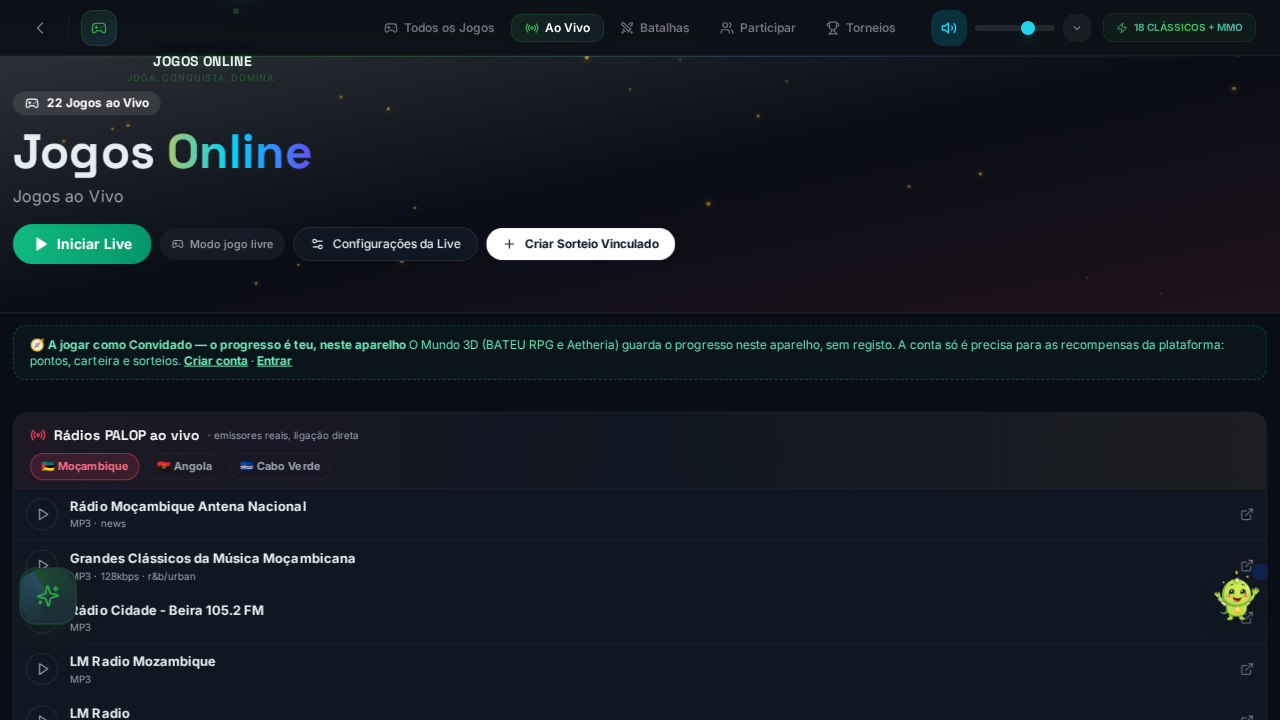 Todos os Jogos
Ao Vivo
Batalhas
Participar
Torneios
18 CLÁSSICOS + MMO
JOGOS ONLINE
JOGA. CONQUISTA. DOMINA.
22 Jogos ao Vivo
Jogos Online
Jogos ao Vivo
Iniciar Live
Modo jogo livre
Configurações da Live
Criar Sorteio Vinculado
A jogar como Convidado — o progresso é teu, neste aparelho O Mundo 3D (BATEU RPG e Aetheria) guarda o progresso neste aparelho, sem registo. A conta só é precisa para as recompensas da plataforma:
pontos, carteira e sorteios. Criar conta · Entrar
Rádios PALOP ao vivo · emissores reais, ligação direta
Moçambique
Angola
Cabo Verde
Rádio Moçambique Antena Nacional
MP3 · news
Grandes Clássicos da Música Moçambicana
MP3 · 128kbps · r&b/urban
Rádio Cidade - Beira 105.2 FM
MP3
LM Radio Mozambique
MP3
LM Radio